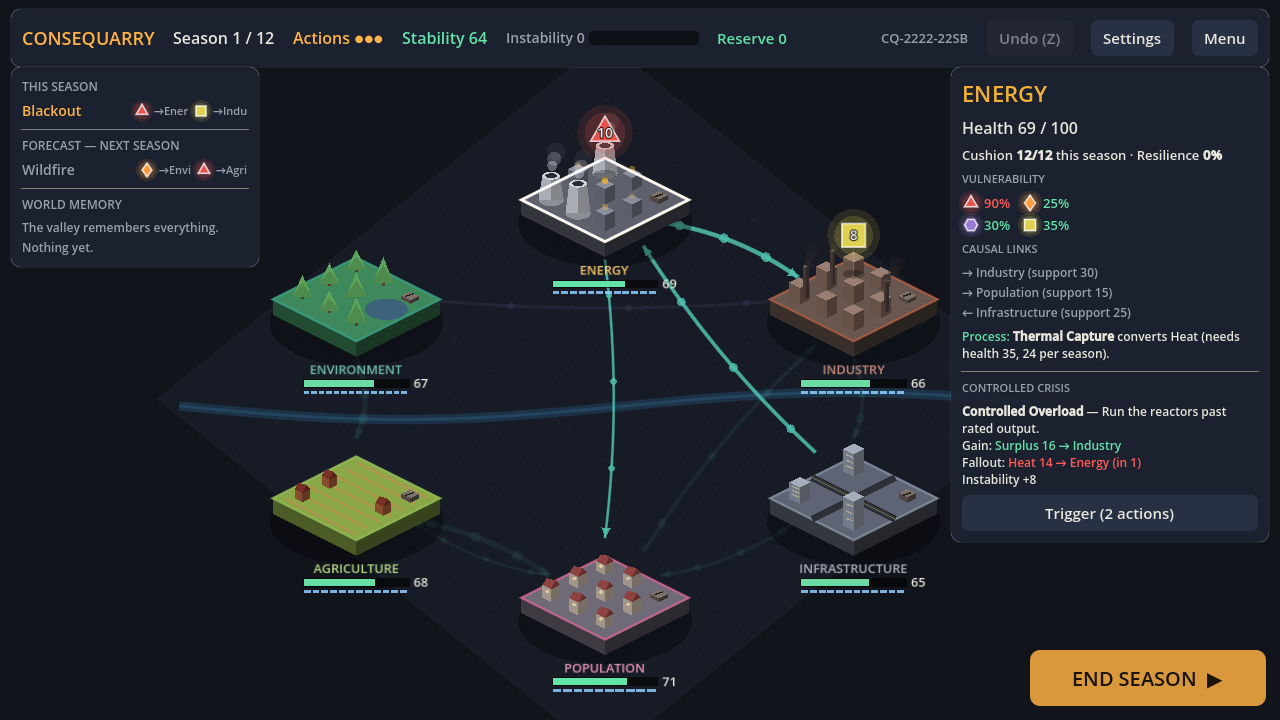 CONSEQUARRY Season 1 / 12 Actions ●●● Stability 64 Instability 0 Reserve 0 CQ-2222-22SB Undo (Z) Settings Menu
THIS SEASON
Blackout →Ener →Indu
FORECAST — NEXT SEASON
Wildfire →Envi →Agri
WORLD MEMORY
The valley remembers everything.
Nothing yet.
10
ENERGY
69
8
ENVIRONMENT
67
INDUSTRY
66
AGRICULTURE
68
INFRASTRUCTURE
65
POPULATION
71
ENERGY
Health 69 / 100
Cushion 12/12 this season · Resilience 0%
VULNERABILITY
90% 25%
30% 35%
CAUSAL LINKS
→ Industry (support 30)
→ Population (support 15)
← Infrastructure (support 25)
Process: Thermal Capture converts Heat (needs
health 35, 24 per season).
CONTROLLED CRISIS
Controlled Overload — Run the reactors past
rated output.
Gain: Surplus 16 → Industry
Fallout: Heat 14 → Energy (in 1)
Instability +8
Trigger (2 actions)
END SEASON ▶